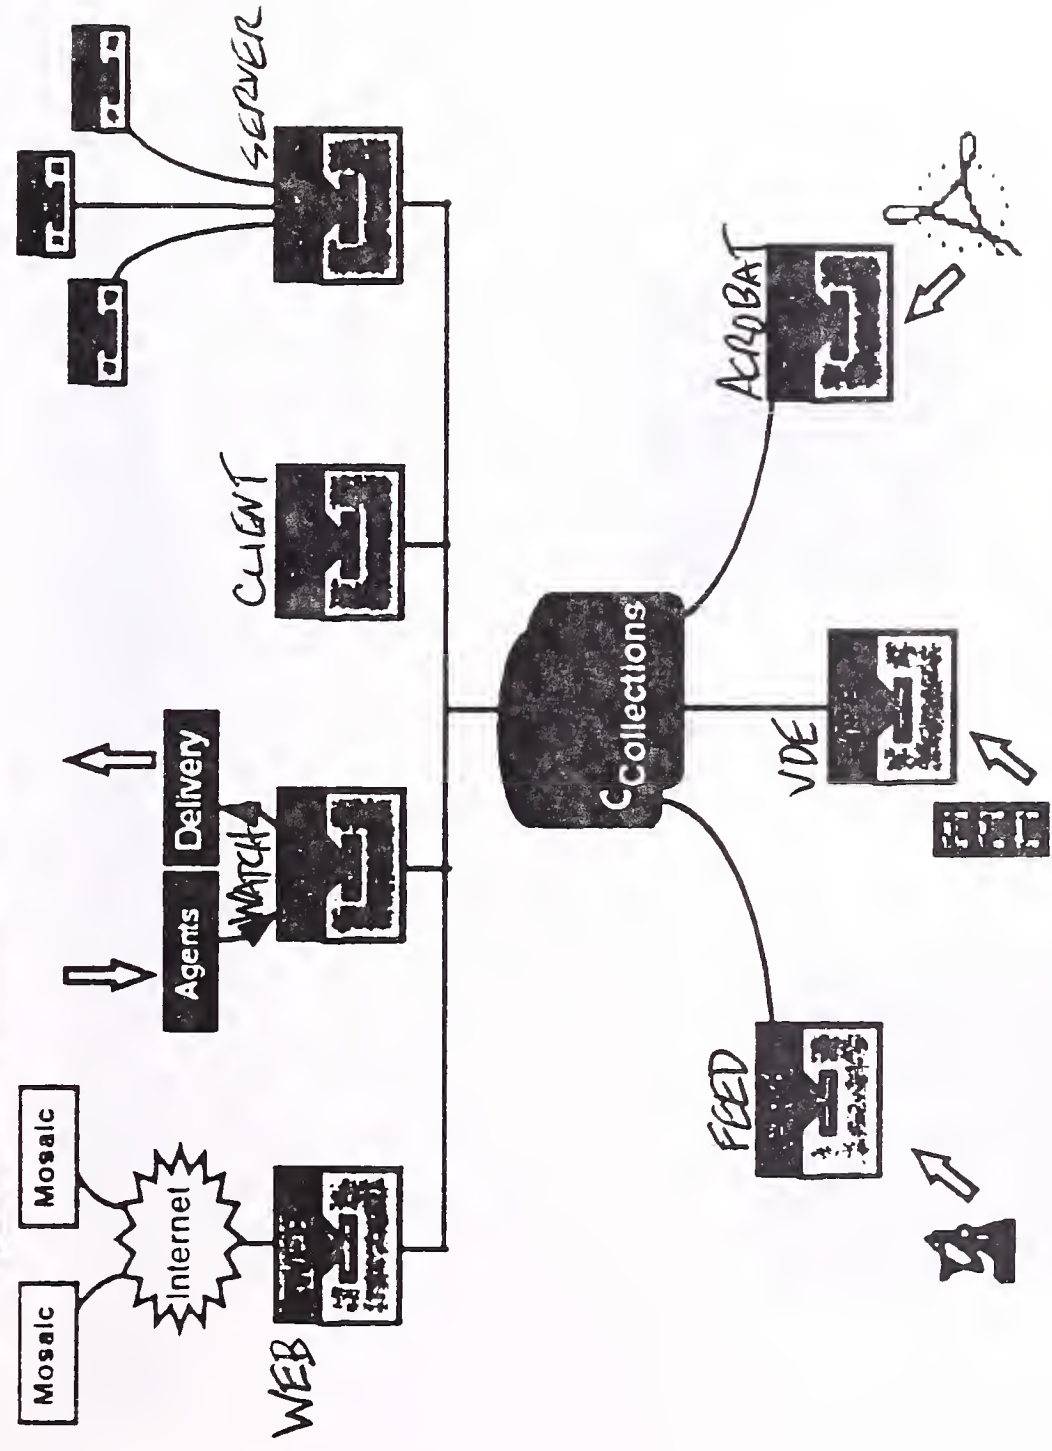 Mosaic
Mosaic
Internet
WEB
Agents
Delivery
WATCH
CLIENT
SERVER
Collections
FEED
VDE
ACROBAT